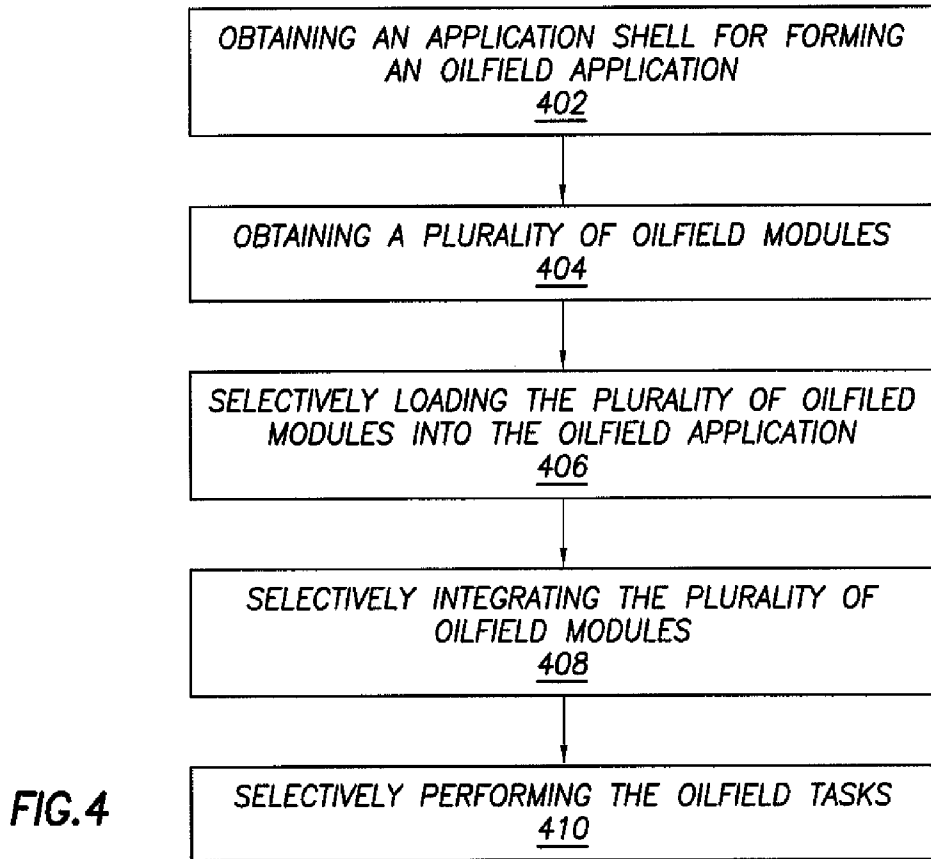 OBTAINING AN APPLICATION SHELL FOR FORMING
AN OILFIELD APPLICATION
402
OBTAINING A PLURALITY OF OILFIELD MODULES
404
SELECTIVELY LOADING THE PLURALITY OF OILFILED
MODULES INTO THE OILFIELD APPLICATION
406
SELECTIVELY INTEGRATING THE PLURALITY OF
OILFIELD MODULES
408
SELECTIVELY PERFORMING THE OILFIELD TASKS
410
FIG.4